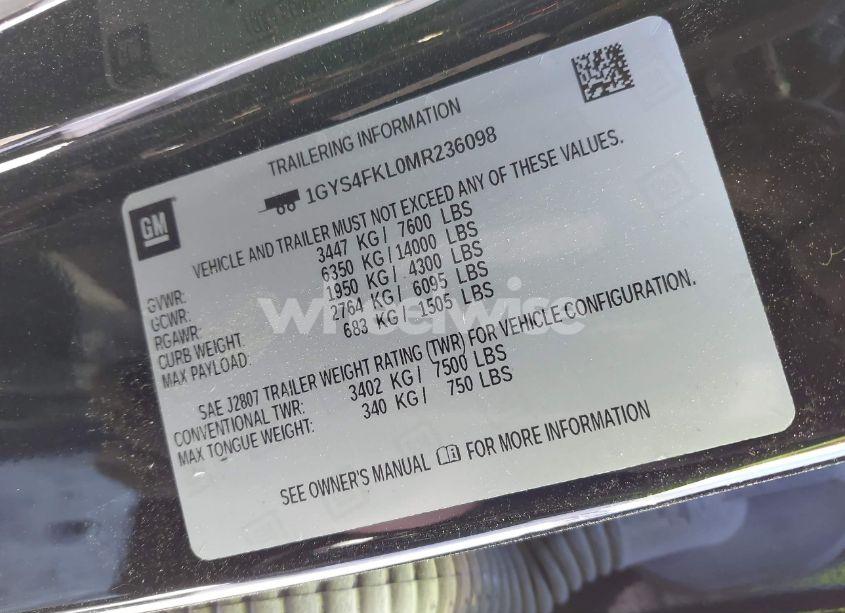 TRAILERING INFORMATION
1GYS4FKL0MR236098
GM
VEHICLE AND TRAILER MUST NOT EXCEED ANY OF THESE VALUES.
GVWR: 3447 KG / 7600 LBS
GCWR: 6350 KG / 14000 LBS
RGAWR: 1950 KG / 4300 LBS
CURB WEIGHT: 2764 KG / 6095 LBS
MAX PAYLOAD: 683 KG / 1505 LBS
wheelwise
SAE J2807 TRAILER WEIGHT RATING (TWR) FOR VEHICLE CONFIGURATION.
CONVENTIONAL TWR: 3402 KG / 7500 LBS
MAX TONGUE WEIGHT: 340 KG / 750 LBS
SEE OWNER'S MANUAL FOR MORE INFORMATION